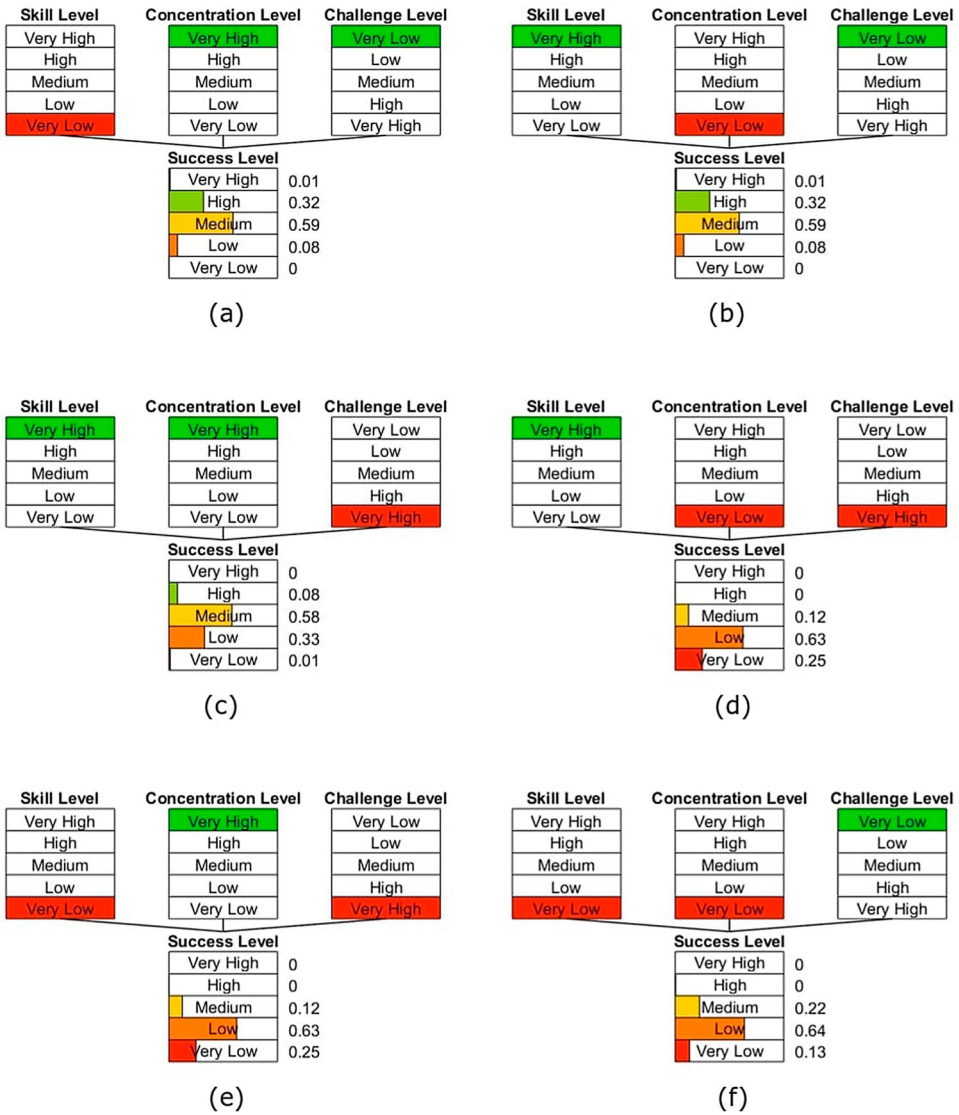 Skill Level Concentration Level Challenge Level
Very High Very High Very Low
High High Low
Medium Medium Medium
Low Low High
Very Low Very Low Very High
Success Level
Very High 0.01
High 0.32
Medium 0.59
Low 0.08
Very Low 0
(a)
Skill Level Concentration Level Challenge Level
Very High Very High Very Low
High High Low
Medium Medium Medium
Low Low High
Very Low Very Low Very High
Success Level
Very High 0.01
High 0.32
Medium 0.59
Low 0.08
Very Low 0
(b)
Skill Level Concentration Level Challenge Level
Very High Very High Very Low
High High Low
Medium Medium Medium
Low Low High
Very Low Very Low Very High
Success Level
Very High 0
High 0.08
Medium 0.58
Low 0.33
Very Low 0.01
(c)
Skill Level Concentration Level Challenge Level
Very High Very High Very Low
High High Low
Medium Medium Medium
Low Low High
Very Low Very Low Very High
Success Level
Very High 0
High 0
Medium 0.12
Low 0.63
Very Low 0.25
(d)
Skill Level Concentration Level Challenge Level
Very High Very High Very Low
High High Low
Medium Medium Medium
Low Low High
Very Low Very Low Very High
Success Level
Very High 0
High 0
Medium 0.12
Low 0.63
Very Low 0.25
(e)
Skill Level Concentration Level Challenge Level
Very High Very High Very Low
High High Low
Medium Medium Medium
Low Low High
Very Low Very Low Very High
Success Level
Very High 0
High 0
Medium 0.22
Low 0.64
Very Low 0.13
(f)